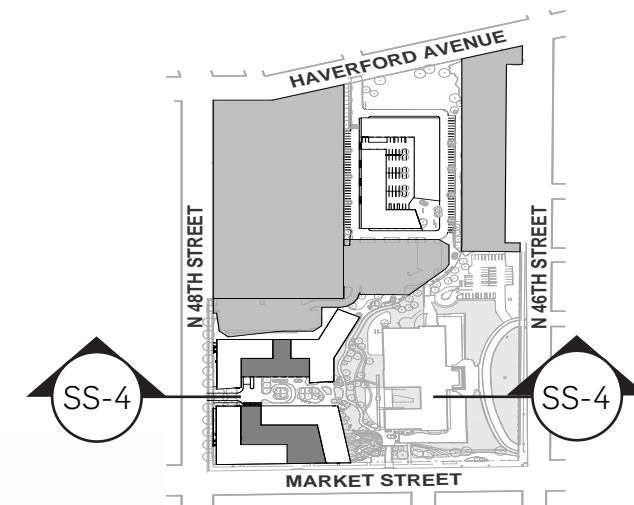 HAVERFORD AVENUE
N 48TH STREET
N 46TH STREET
SS-4
SS-4
MARKET STREET